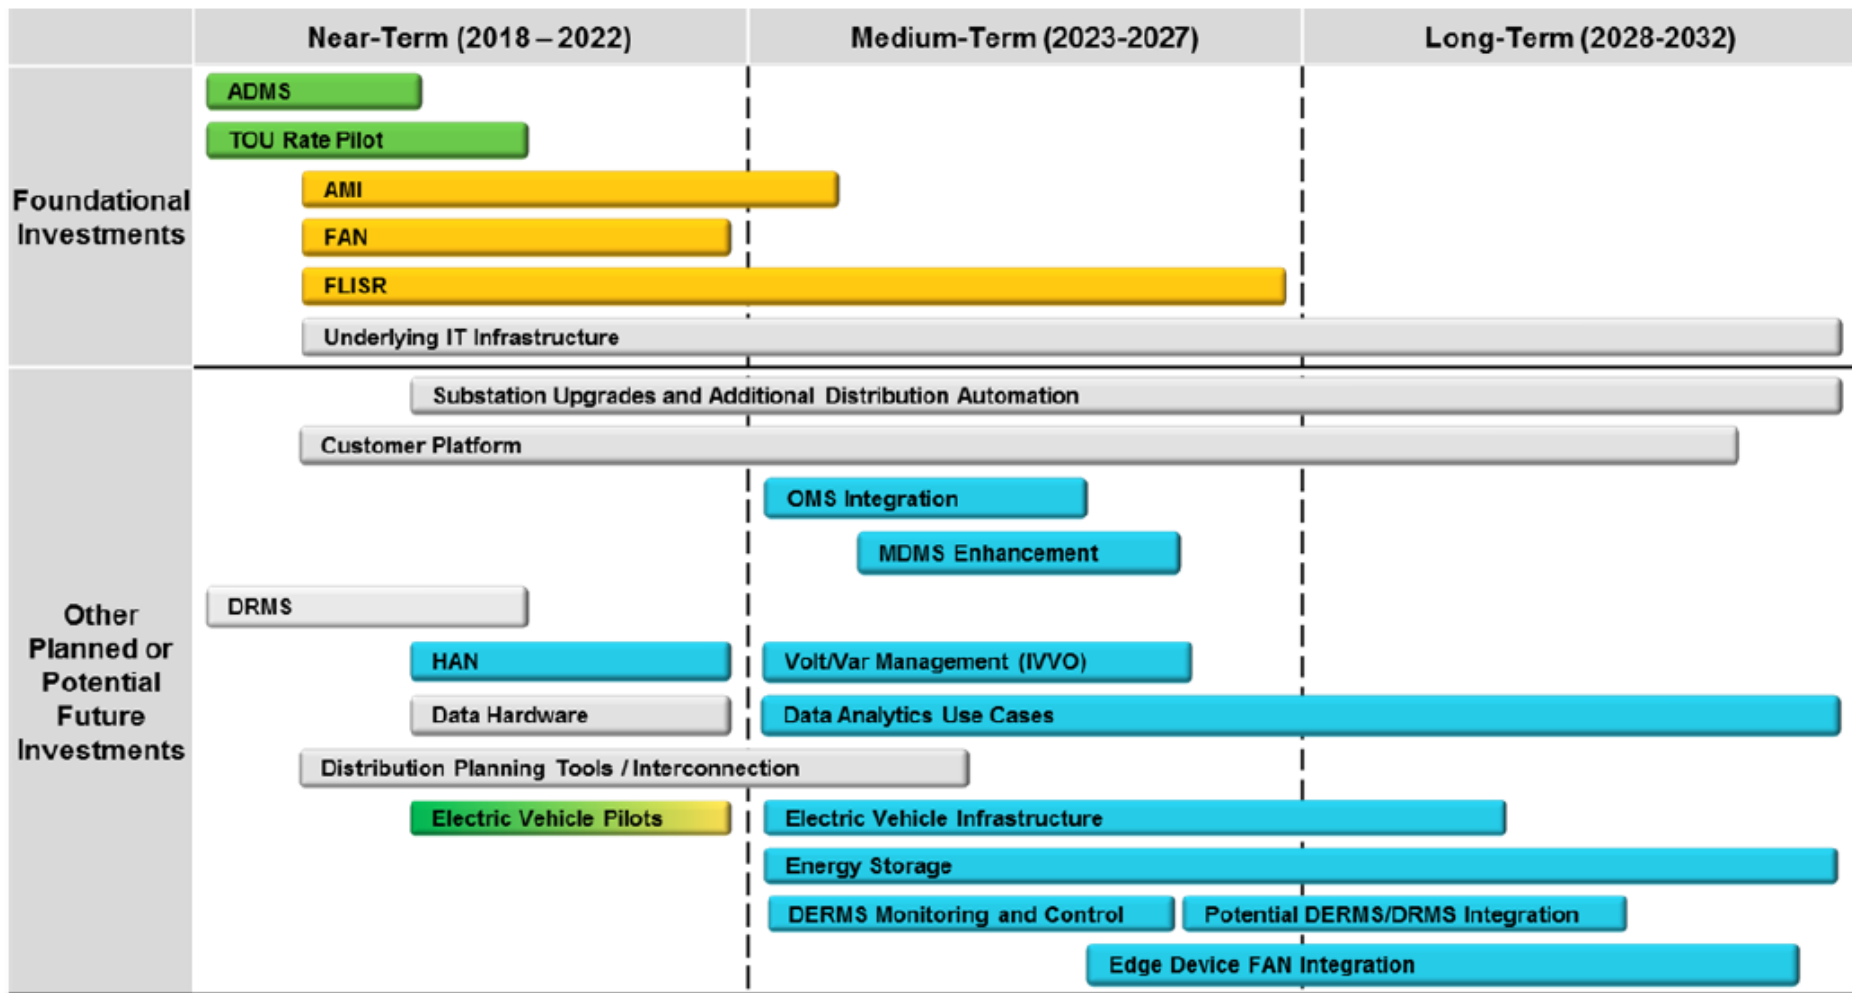 Near-Term (2018 – 2022)
Medium-Term (2023-2027)
Long-Term (2028-2032)
Foundational
Investments
ADMS
TOU Rate Pilot
AMI
FAN
FLISR
Underlying IT Infrastructure
Other
Planned or
Potential
Future
Investments
Substation Upgrades and Additional Distribution Automation
Customer Platform
OMS Integration
MDMS Enhancement
DRMS
HAN
Volt/Var Management (IVVO)
Data Hardware
Data Analytics Use Cases
Distribution Planning Tools / Interconnection
Electric Vehicle Pilots
Electric Vehicle Infrastructure
Energy Storage
DERMS Monitoring and Control
Potential DERMS/DRMS Integration
Edge Device FAN Integration